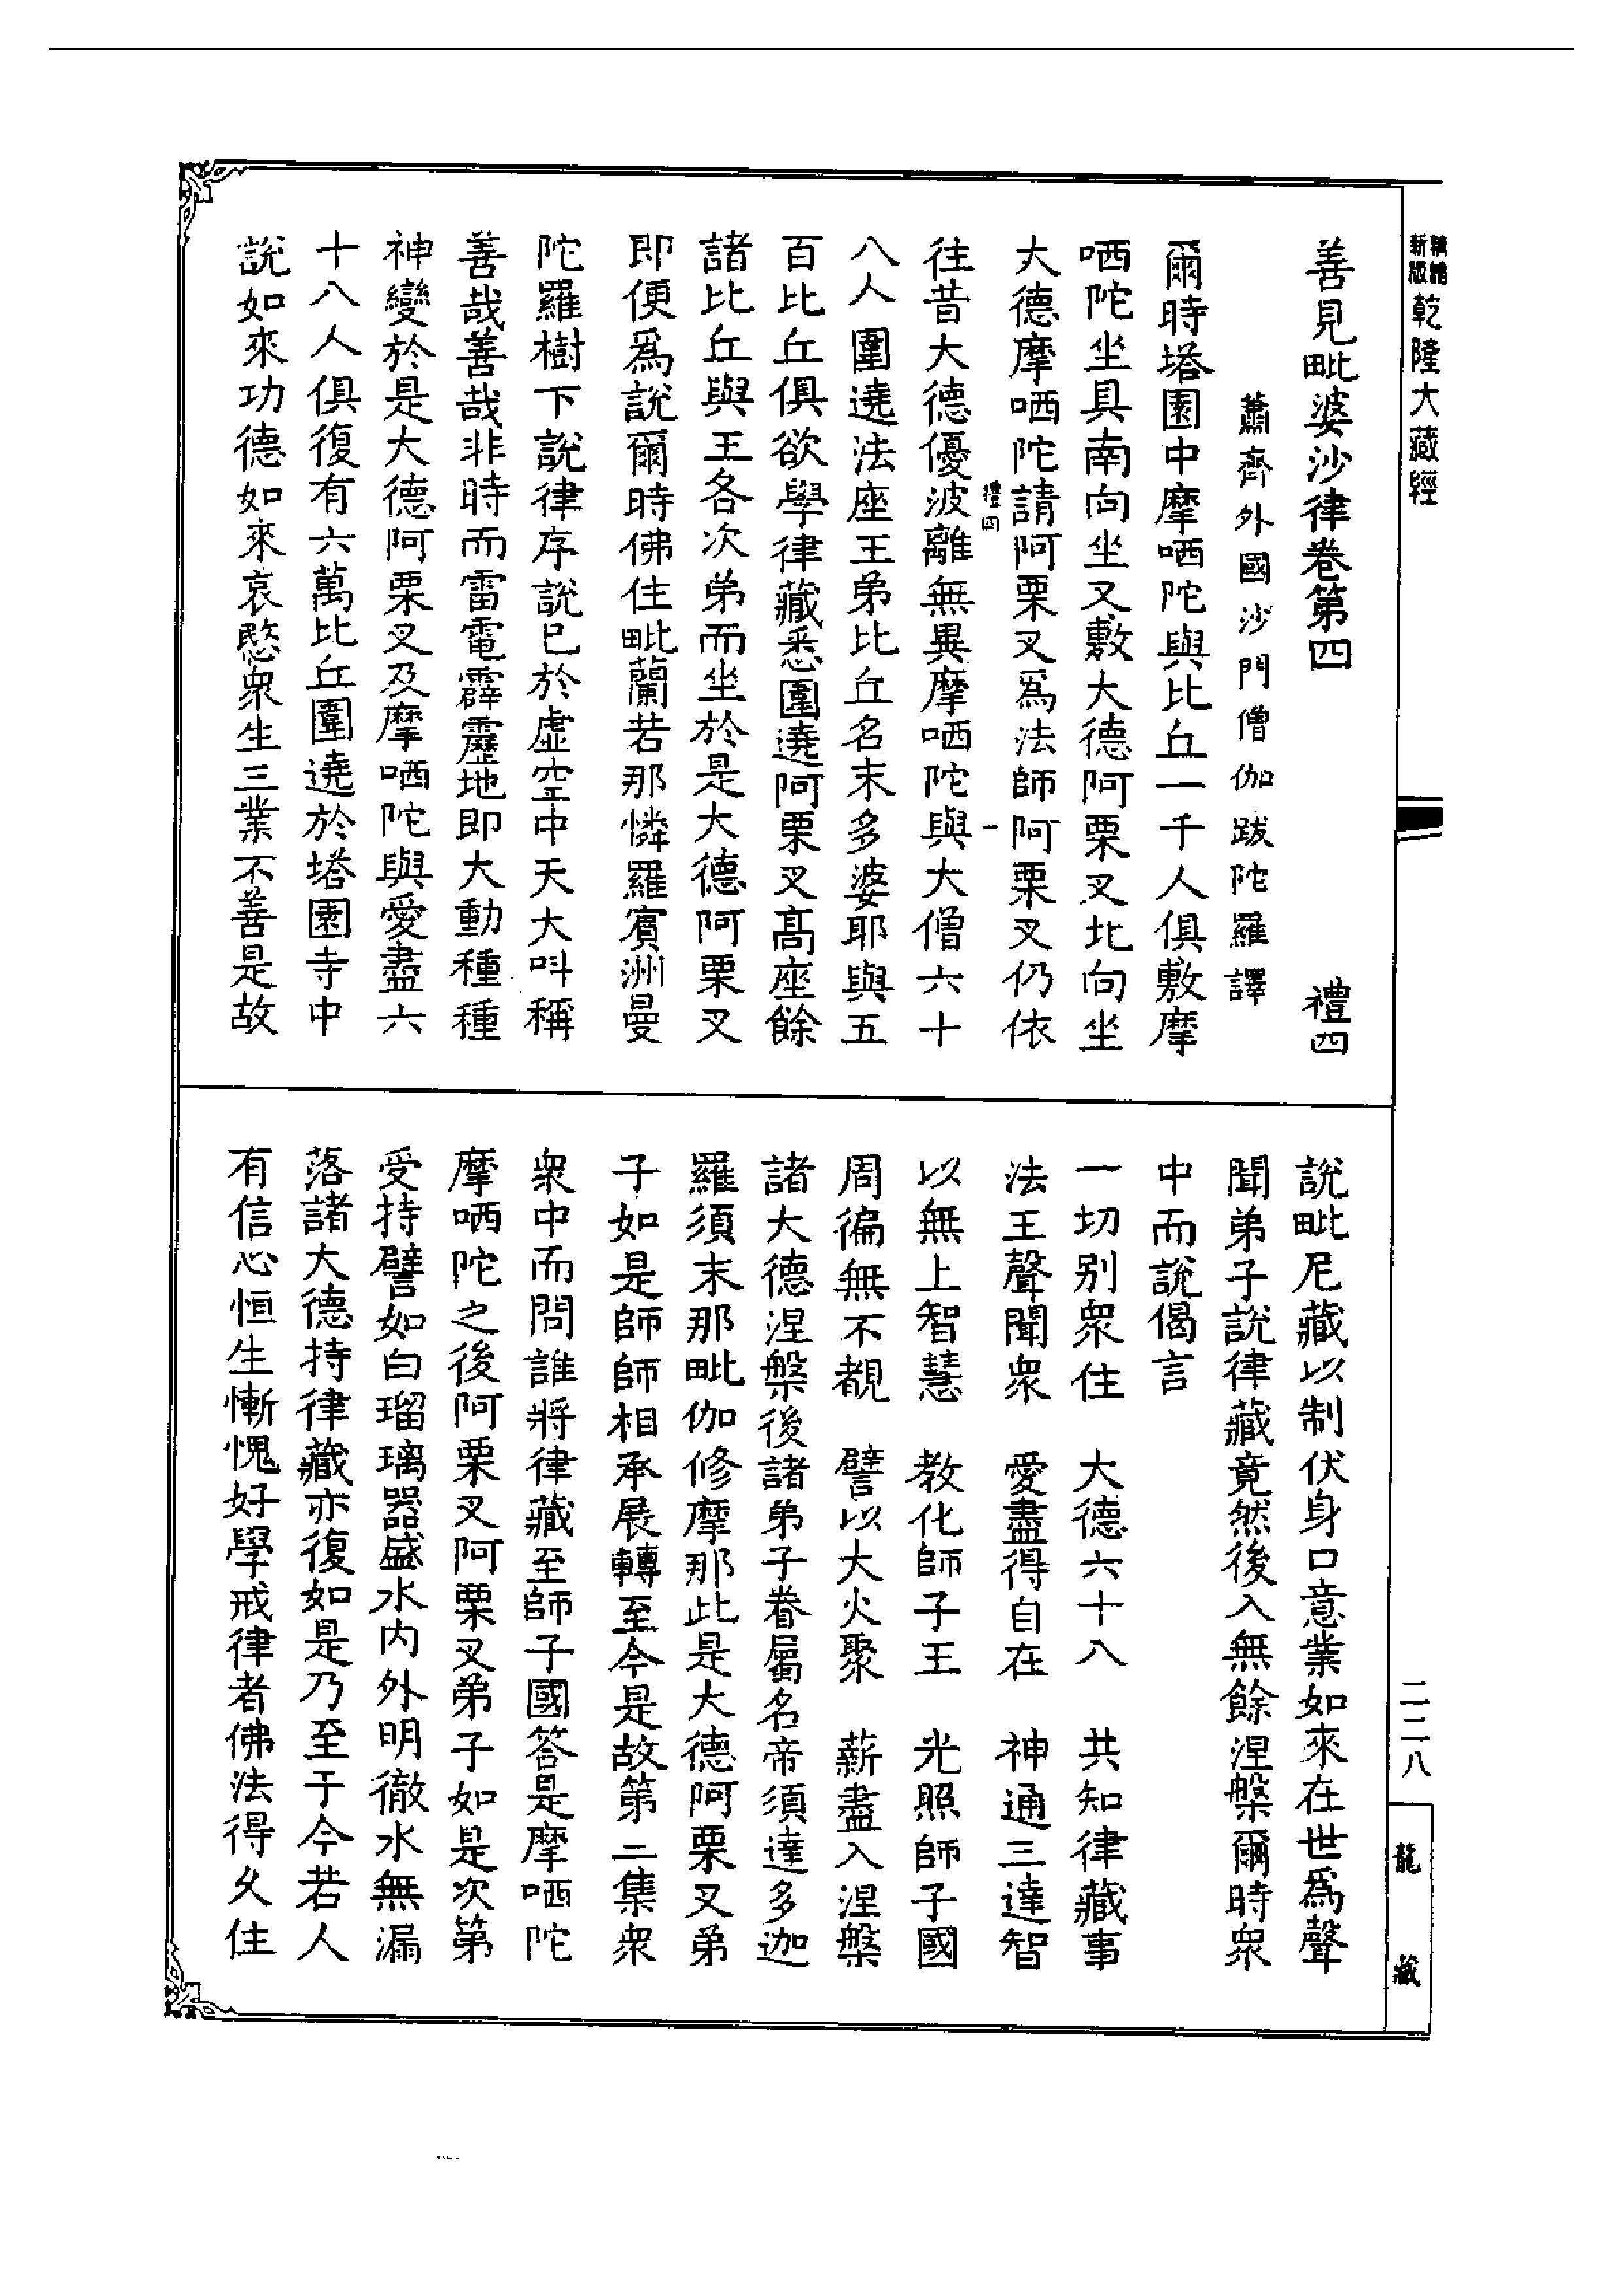 新編縮版
乾隆大藏經
善見毗婆沙律卷第四 禮四
蕭齊外國沙門僧伽跋陀羅譯
爾時塔園中摩哂陀與比丘一千人俱敷摩
哂陀坐具南向坐又敷大德阿栗叉北向坐
大德摩哂陀請阿栗叉爲法師阿栗叉仍依
禮四 一
往昔大德優波離無異摩哂陀與大僧六十
八人圍遶法座王弟比丘名末多婆耶與五
百比丘俱欲學律藏悉圍遶阿栗叉高座餘
諸比丘與王各次弟而坐於是大德阿栗叉
即便爲說爾時佛住毗蘭若那憐羅賓洲曼
陀羅樹下說律序說已於虛空中天大叫稱
善哉善哉非時而雷電霹靂地即大動種種
神變於是大德阿栗叉及摩哂陀與愛盡六
十八人俱復有六萬比丘圍遶於塔園寺中
說如來功德如來哀愍衆生三業不善是故
說毗尼藏以制伏身口意業如來在世爲聲
聞弟子說律藏竟然後入無餘涅槃爾時衆
中而說偈言
一切別衆住 大德六十八 共知律藏事
法王聲聞衆 愛盡得自在 神通三達智
以無上智慧 教化師子王 光照師子國
周徧無不覩 譬以大火聚 薪盡入涅槃
諸大德涅槃後諸弟子眷屬名帝須達多迦
羅須末那毗伽修摩那此是大德阿栗叉弟
子如是師師相承展轉至今是故第二集衆
衆中而問誰將律藏至師子國答是摩哂陀
摩哂陀之後阿栗叉阿栗叉弟子如是次第
受持譬如白瑠璃器盛水內外明徹水無漏
落諸大德持律藏亦復如是乃至于今若人
有信心恒生慚愧好學戒律者佛法得久住
二二八
龍藏